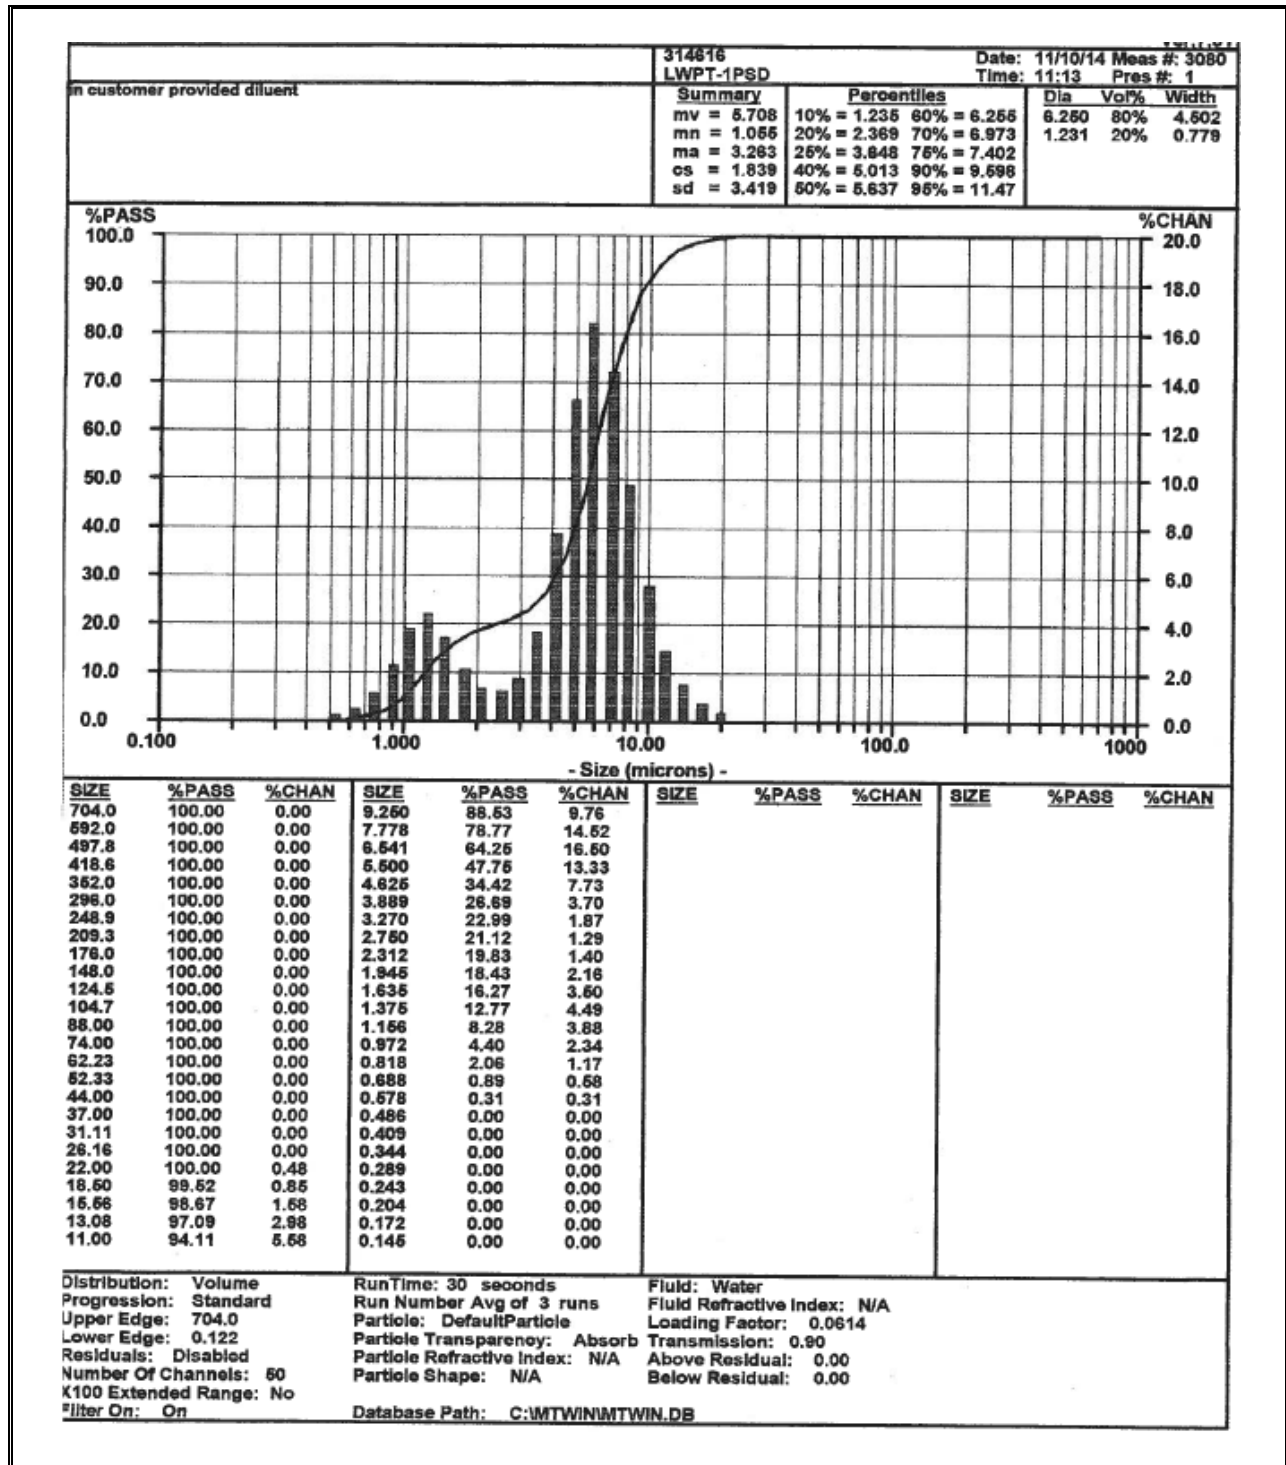 314616 Date: 11/10/14 Meas #: 3080
LWPT-1PSD Time: 11:13 Pres #: 1
in customer provided diluent
Summary Percentiles Dia Vol% Width
mv = 5.708 10% = 1.235 60% = 6.255 6.250 80% 4.502
mn = 1.055 20% = 2.369 70% = 6.973 1.231 20% 0.779
ma = 3.263 25% = 3.648 75% = 7.402
cs = 1.839 40% = 5.013 90% = 9.598
sd = 3.419 50% = 5.637 95% = 11.47
%PASS %CHAN
100.0 20.0
90.0 18.0
80.0 16.0
70.0 14.0
60.0 12.0
50.0 10.0
40.0 8.0
30.0 6.0
20.0 4.0
10.0 2.0
0.0 0.0
0.100 1.000 10.00 100.0 1000
- Size (microns) -
SIZE %PASS %CHAN SIZE %PASS %CHAN SIZE %PASS %CHAN SIZE %PASS %CHAN
704.0 100.00 0.00 9.250 88.53 9.76
592.0 100.00 0.00 7.778 78.77 14.52
497.8 100.00 0.00 6.541 64.25 16.50
418.6 100.00 0.00 5.500 47.75 13.33
352.0 100.00 0.00 4.625 34.42 7.73
296.0 100.00 0.00 3.889 26.69 3.70
248.9 100.00 0.00 3.270 22.99 1.87
209.3 100.00 0.00 2.750 21.12 1.29
176.0 100.00 0.00 2.312 19.83 1.40
148.0 100.00 0.00 1.945 18.43 2.16
124.5 100.00 0.00 1.635 16.27 3.50
104.7 100.00 0.00 1.375 12.77 4.49
88.00 100.00 0.00 1.156 8.28 3.88
74.00 100.00 0.00 0.972 4.40 2.34
62.23 100.00 0.00 0.818 2.06 1.17
52.33 100.00 0.00 0.688 0.89 0.58
44.00 100.00 0.00 0.578 0.31 0.31
37.00 100.00 0.00 0.486 0.00 0.00
31.11 100.00 0.00 0.409 0.00 0.00
26.16 100.00 0.00 0.344 0.00 0.00
22.00 100.00 0.48 0.289 0.00 0.00
18.50 99.52 0.85 0.243 0.00 0.00
15.56 98.67 1.58 0.204 0.00 0.00
13.08 97.09 2.98 0.172 0.00 0.00
11.00 94.11 5.58 0.145 0.00 0.00
Distribution: Volume RunTime: 30 seconds Fluid: Water
Progression: Standard Run Number Avg of 3 runs Fluid Refractive Index: N/A
Upper Edge: 704.0 Particle: DefaultParticle Loading Factor: 0.0614
Lower Edge: 0.122 Particle Transparency: Absorb Transmission: 0.90
Residuals: Disabled Particle Refractive Index: N/A Above Residual: 0.00
Number Of Channels: 50 Particle Shape: N/A Below Residual: 0.00
X100 Extended Range: No
Filter On: On Database Path: C:\MTWIN\MTWIN.DB